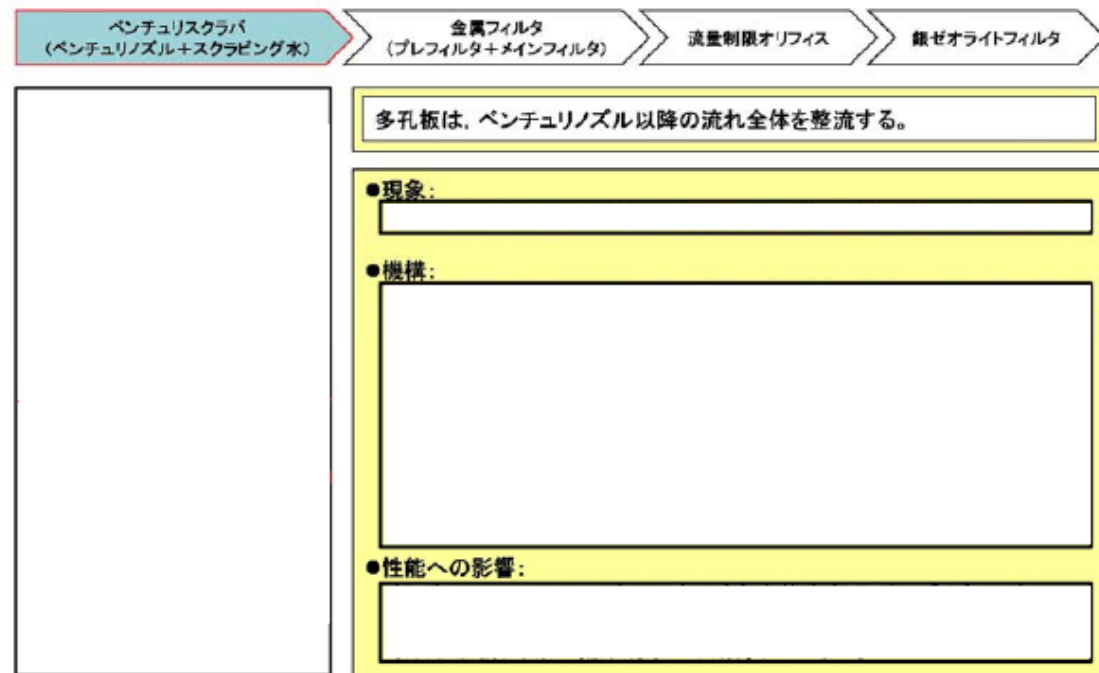 ベンチュリスクラバ
(ベンチュリノズル+スクラビング水)
金属フィルタ
(プレフィルタ+メインフィルタ)
流量制限オリフィス
銀ゼオライトフィルタ
多孔板は,ベンチュリノズル以降の流れ全体を整流する。
●現象:
●機構:
●性能への影響: